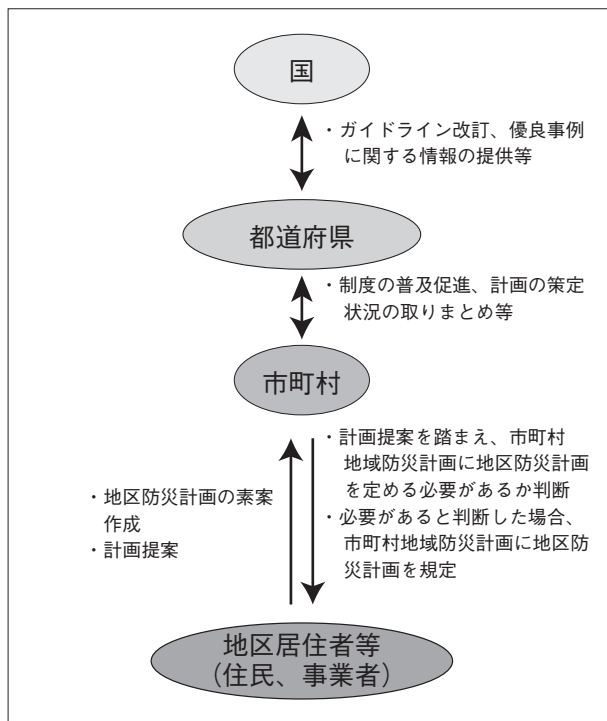 国
・ガイドライン改訂、優良事例
に関する情報の提供等
都道府県
・制度の普及促進、計画の策定
状況の取りまとめ等
市町村
・地区防災計画の素案
作成
・計画提案
・計画提案を踏まえ、市町村
地域防災計画に地区防災計画
を定める必要があるか判断
・必要があると判断した場合、
市町村地域防災計画に地区防
災計画を規定
地区居住者等
（住民、事業者）